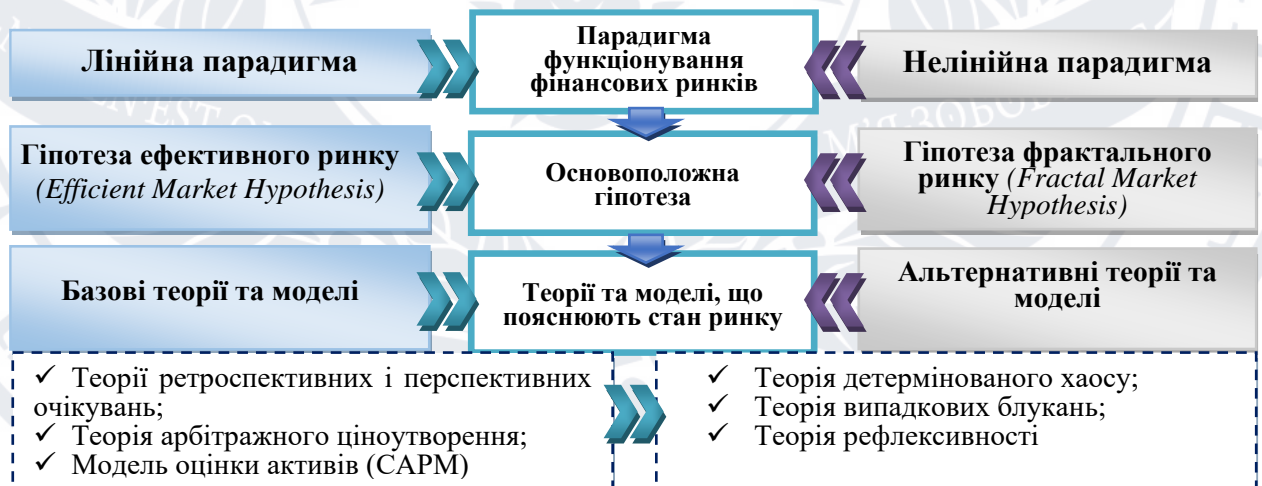 Лінійна парадигма
Парадигма
функціонування
фінансових ринків
Нелінійна парадигма
Гіпотеза ефективного ринку
(Efficient Market Hypothesis)
Основоположна
гіпотеза
Гіпотеза фрактального
ринку (Fractal Market
Hypothesis)
Базові теорії та моделі
Теорії та моделі, що
пояснюють стан ринку
Альтернативні теорії та
моделі
✓ Теорії ретроспективних і перспективних
очікувань;
✓ Теорія арбітражного ціноутворення;
✓ Модель оцінки активів (CAPM)
✓ Теорія детермінованого хаосу;
✓ Теорія випадкових блукань;
✓ Теорія рефлексивності